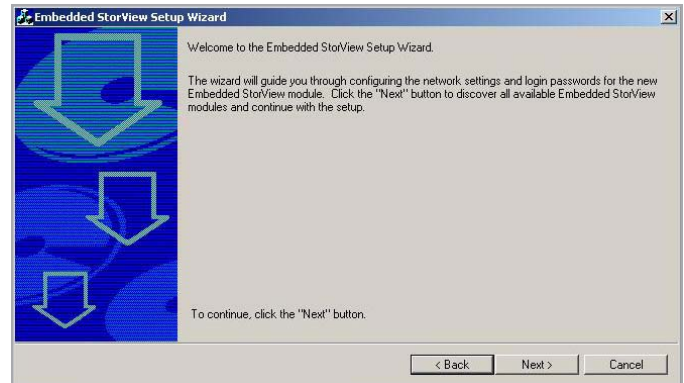 Embedded StorView Setup Wizard
Welcome to the Embedded StorView Setup Wizard.
The wizard will guide you through configuring the network settings and login passwords for the new
Embedded StorView module. Click the "Next" button to discover all available Embedded StorView
modules and continue with the setup.
To continue, click the "Next" button.
< Back Next > Cancel